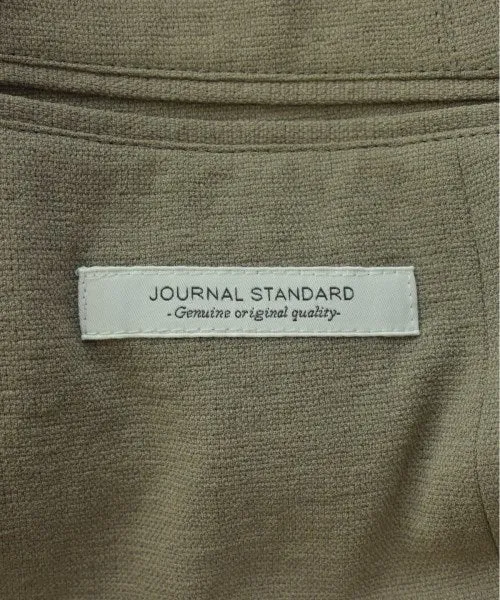 JOURNAL STANDARD
- Genuine original quality-